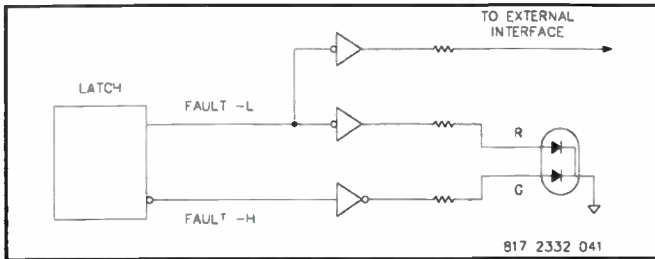 TO EXTERNAL
INTERFACE
LATCH
FAULT -L
R
G
FAULT -H
817 2332 041